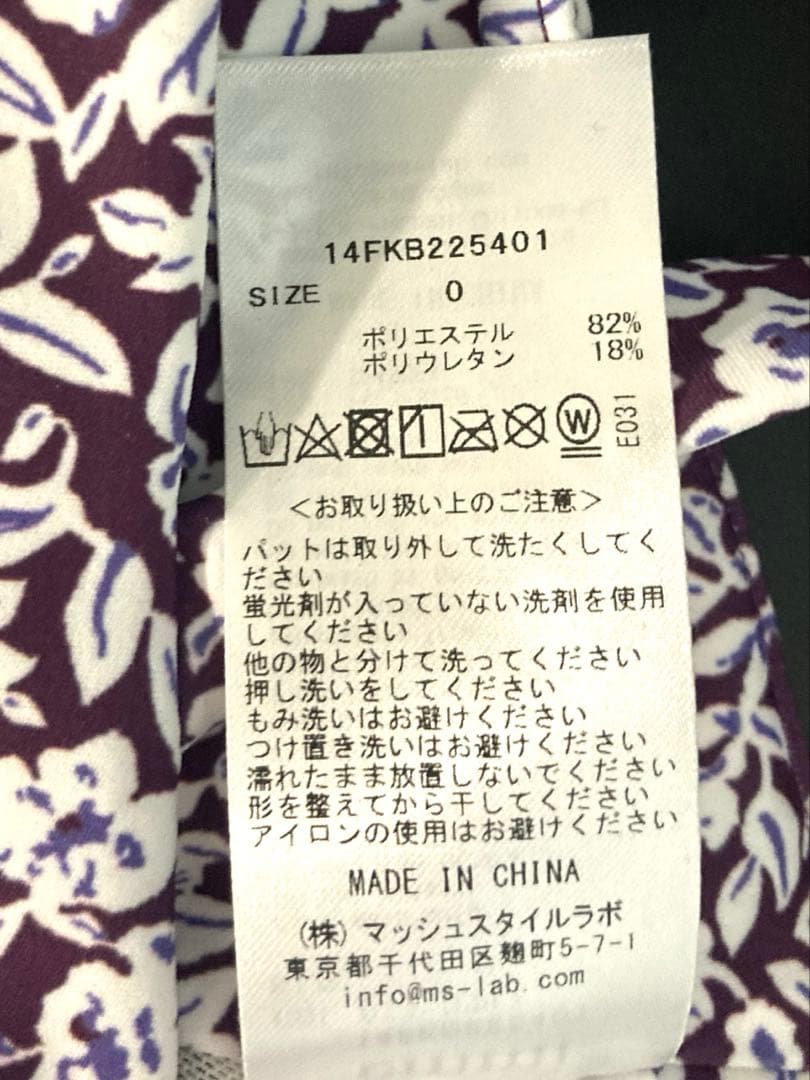 14FKB225401
SIZE 0
ポリエステル 82%
ポリウレタン 18%
W
E031
<お取り扱い上のご注意>
パットは取り外して洗たくしてく
ださい
蛍光剤が入っていない洗剤を使用
してください
他の物と分けて洗ってください
押し洗いをしてください
もみ洗いはお避けください
つけ置き洗いはお避けください
濡れたまま放置しないでください
形を整えてから干してください
アイロンの使用はお避けください
MADE IN CHINA
(株)マッシュスタイルラボ
東京都千代田区麹町5-7-1
info@ms-lab.com